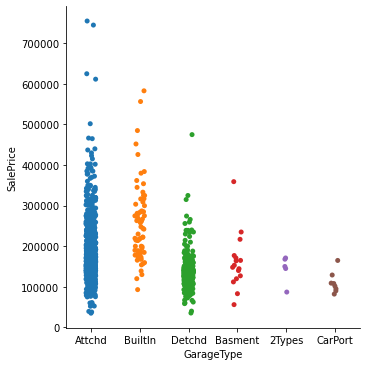 700000
600000
500000
400000
300000
200000
100000
0
SalePrice
Attchd BuiltIn Detchd Basment 2Types CarPort
GarageType